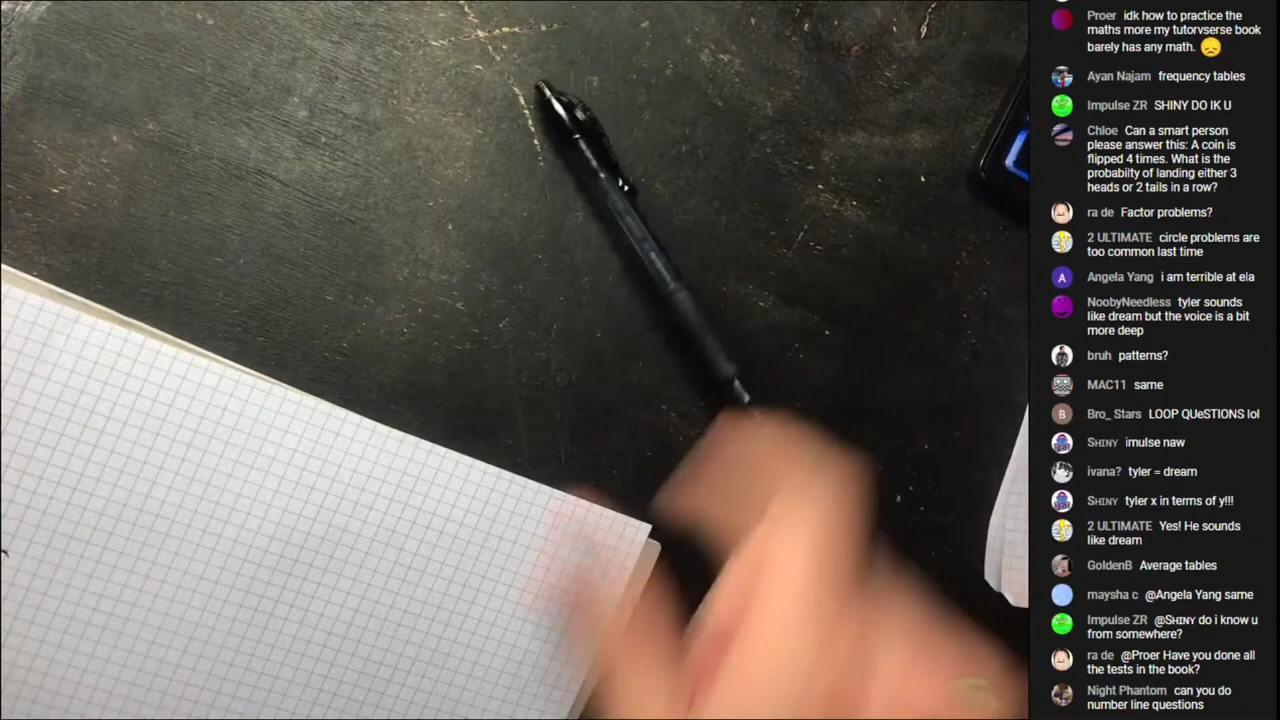 Proer idk how to practice the
maths more my tutorvserse book
barely has any math. 😞
Ayan Najam frequency tables
Impulse ZR SHINY DO IK U
Chloe Can a smart person
please answer this: A coin is
flipped 4 times. What is the
probabilty of landing either 3
heads or 2 tails in a row?
ra de Factor problems?
2 ULTIMATE circle problems are
too common last time
A
Angela Yang i am terrible at ela
NoobyNeedless tyler sounds
like dream but the voice is a bit
more deep
bruh patterns?
MAC11 same
B
Bro_ Stars LOOP QUeSTIONS lol
Sʜɪɴʏ imulse naw
ivana? tyler = dream
Sʜɪɴʏ tyler x in terms of y!!!
2 ULTIMATE Yes! He sounds
like dream
GoldenB Average tables
maysha c @Angela Yang same
Impulse ZR @Sʜɪɴʏ do i know u
from somewhere?
ra de @Proer Have you done all
the tests in the book?
Night Phantom can you do
number line questions